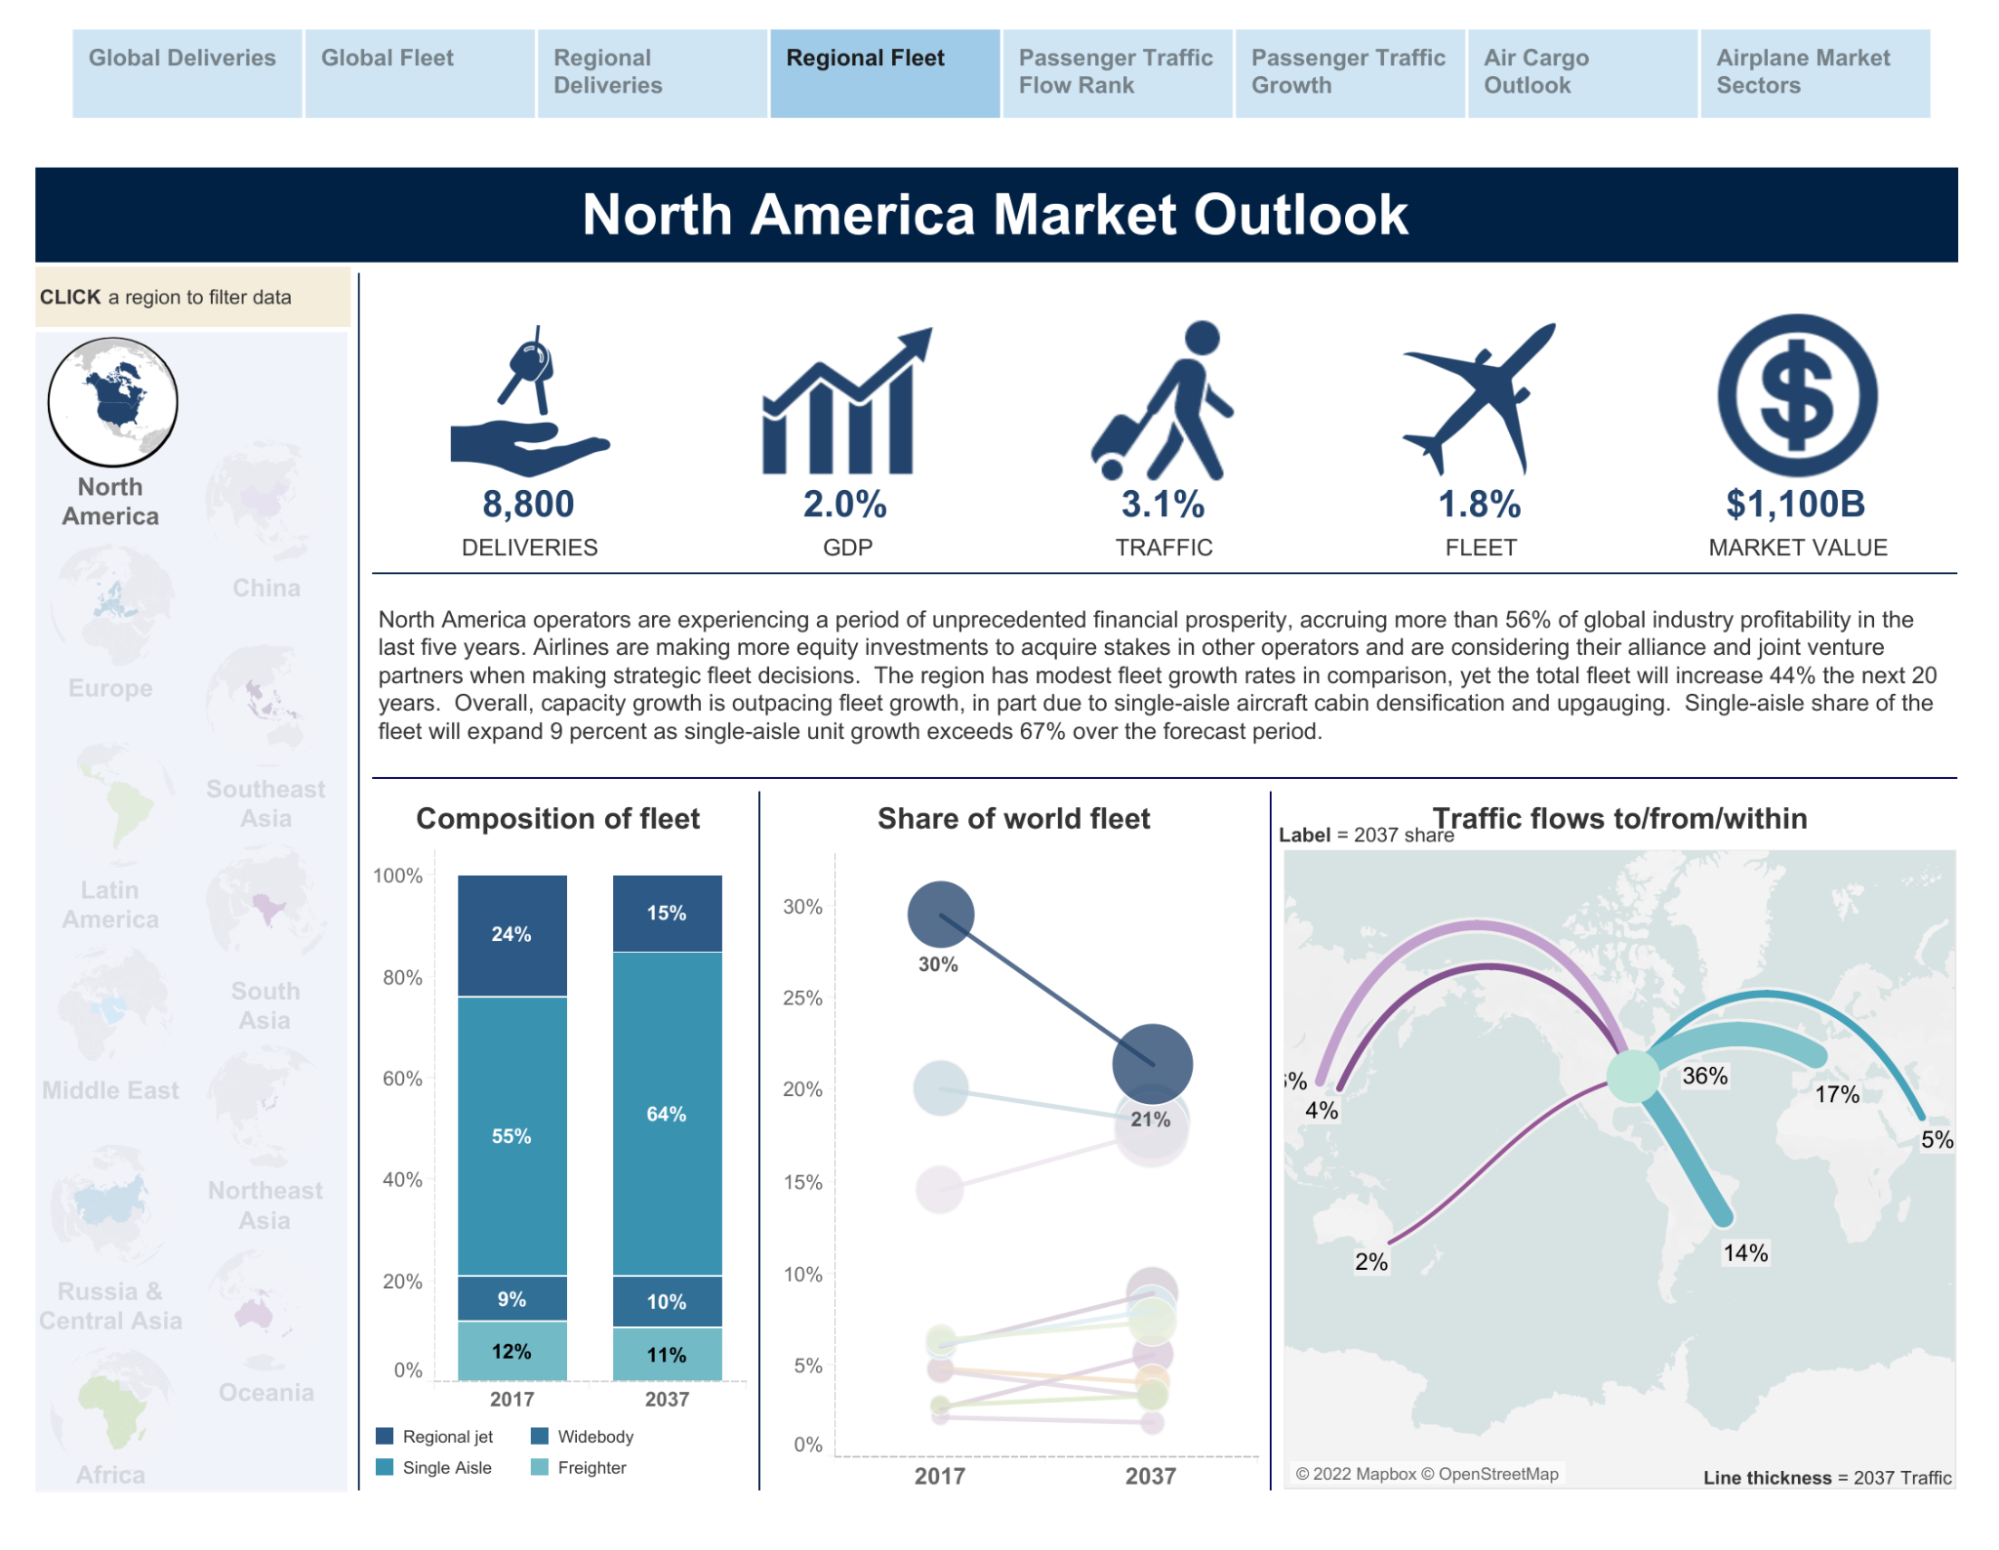 Global Deliveries
Global Fleet
Regional
Deliveries
Regional Fleet
Passenger Traffic
Flow Rank
Passenger Traffic
Growth
Air Cargo
Outlook
Airplane Market
Sectors
North America Market Outlook
CLICK a region to filter data
North
America
China
Europe
Southeast
Asia
Latin
America
South
Asia
Middle East
Northeast
Asia
Russia &
Central Asia
Oceania
Africa
8,800
DELIVERIES
2.0%
GDP
3.1%
TRAFFIC
1.8%
FLEET
$1,100B
MARKET VALUE
North America operators are experiencing a period of unprecedented financial prosperity, accruing more than 56% of global industry profitability in the
last five years. Airlines are making more equity investments to acquire stakes in other operators and are considering their alliance and joint venture
partners when making strategic fleet decisions.  The region has modest fleet growth rates in comparison, yet the total fleet will increase 44% the next 20
years.  Overall, capacity growth is outpacing fleet growth, in part due to single-aisle aircraft cabin densification and upgauging.  Single-aisle share of the
fleet will expand 9 percent as single-aisle unit growth exceeds 67% over the forecast period.
Composition of fleet
100%
80%
60%
40%
20%
0%
24%
55%
9%
12%
15%
64%
10%
11%
2017
2037
Regional jet
Widebody
Single Aisle
Freighter
Share of world fleet
30%
25%
20%
15%
10%
5%
0%
30%
21%
2017
2037
Traffic flows to/from/within
Label = 2037 share
%
4%
36%
17%
5%
2%
14%
© 2022 Mapbox © OpenStreetMap
Line thickness = 2037 Traffic